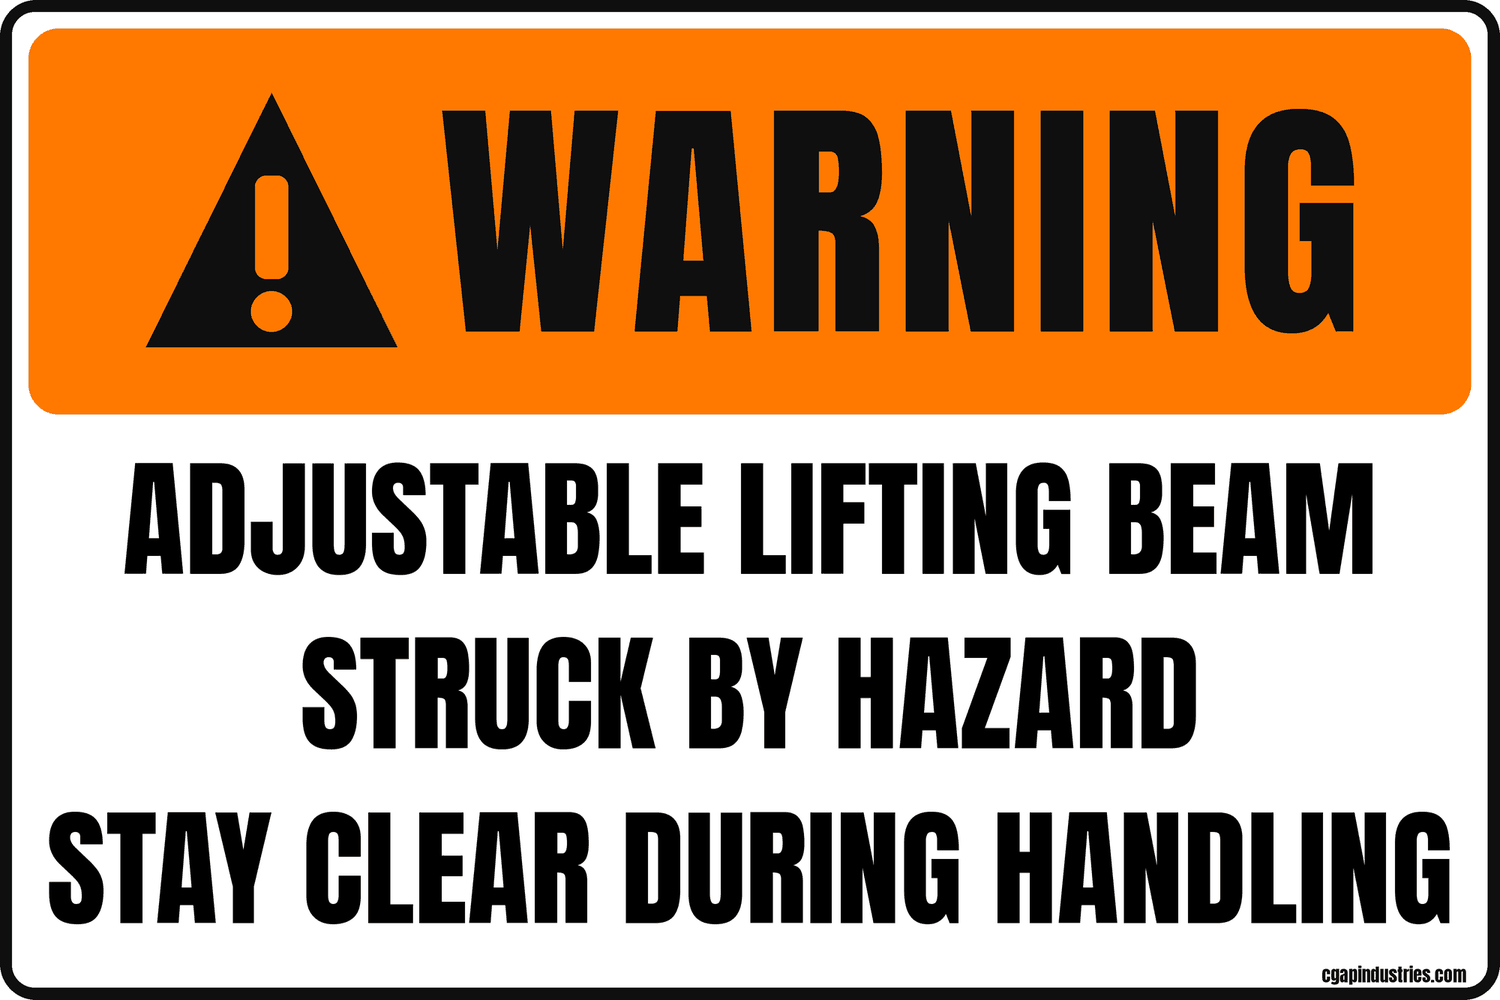 WARNING
ADJUSTABLE LIFTING BEAM
STRUCK BY HAZARD
STAY CLEAR DURING HANDLING
cgapindustries.com